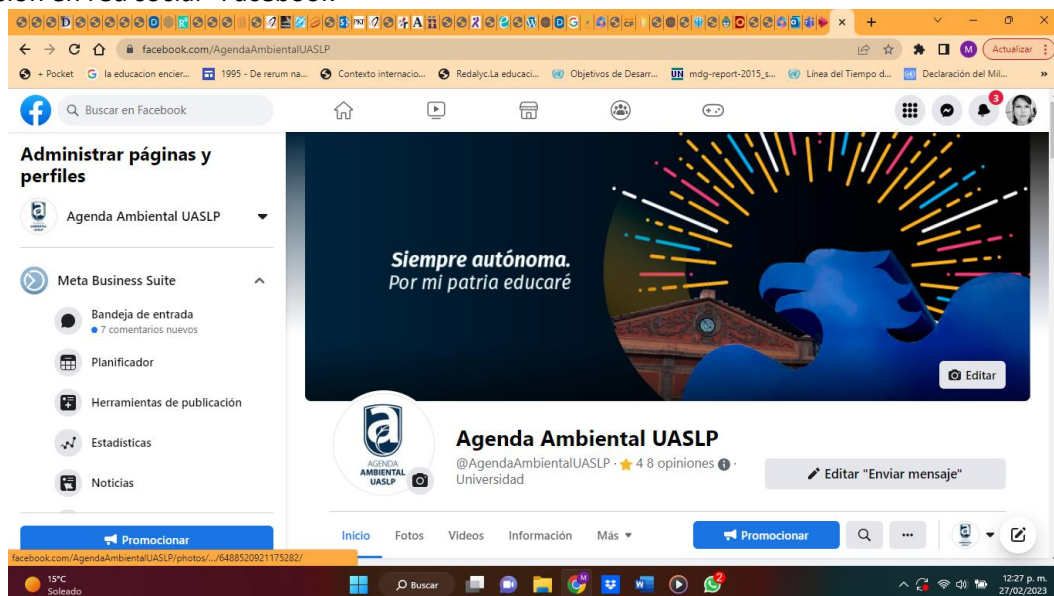 facebook.com/AgendaAmbientalUASLP
Actualizar
+ Pocket
la educacion encier...
1995 - De rerum na...
Contexto internacio...
Redalyc.La educaci...
Objetivos de Desarr...
mdg-report-2015_s...
Línea del Tiempo d...
Declaración del Mil...
»
Buscar en Facebook
3
Administrar páginas y
perfiles
Agenda Ambiental UASLP
Meta Business Suite
Bandeja de entrada
7 comentarios nuevos
Planificador
Herramientas de publicación
Estadísticas
Noticias
Promocionar
Siempre autónoma.
Por mi patria educaré
Editar
AGENDA
AMBIENTAL
UASLP
Agenda Ambiental UASLP
@AgendaAmbientalUASLP · 4 8 opiniones ·
Universidad
Editar "Enviar mensaje"
Inicio
Fotos
Videos
Información
Más
Promocionar
facebook.com/AgendaAmbientalUASLP/photos/.../6488520921175282/
15°C
Soleado
Buscar
2
12:27 p. m.
27/02/2023